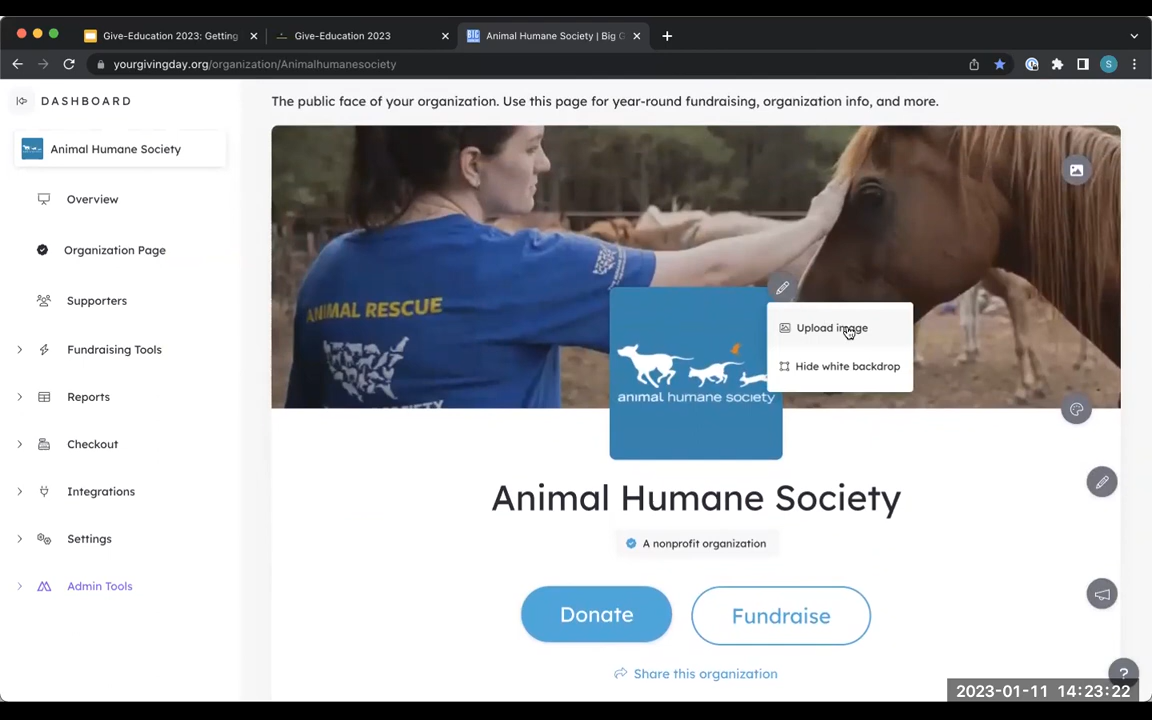 Give-Education 2023: Getting
Give-Education 2023
BIG
Animal Humane Society | Big G
yourgivingday.org/organization/Animalhumanesociety
S
DASHBOARD
Animal Humane Society
Overview
Organization Page
Supporters
Fundraising Tools
Reports
Checkout
Integrations
Settings
Admin Tools
The public face of your organization. Use this page for year-round fundraising, organization info, and more.
ANIMAL RESCUE
Upload image
Hide white backdrop
animal humane society
Animal Humane Society
A nonprofit organization
Donate
Fundraise
Share this organization
?
2023-01-11 14:23:22